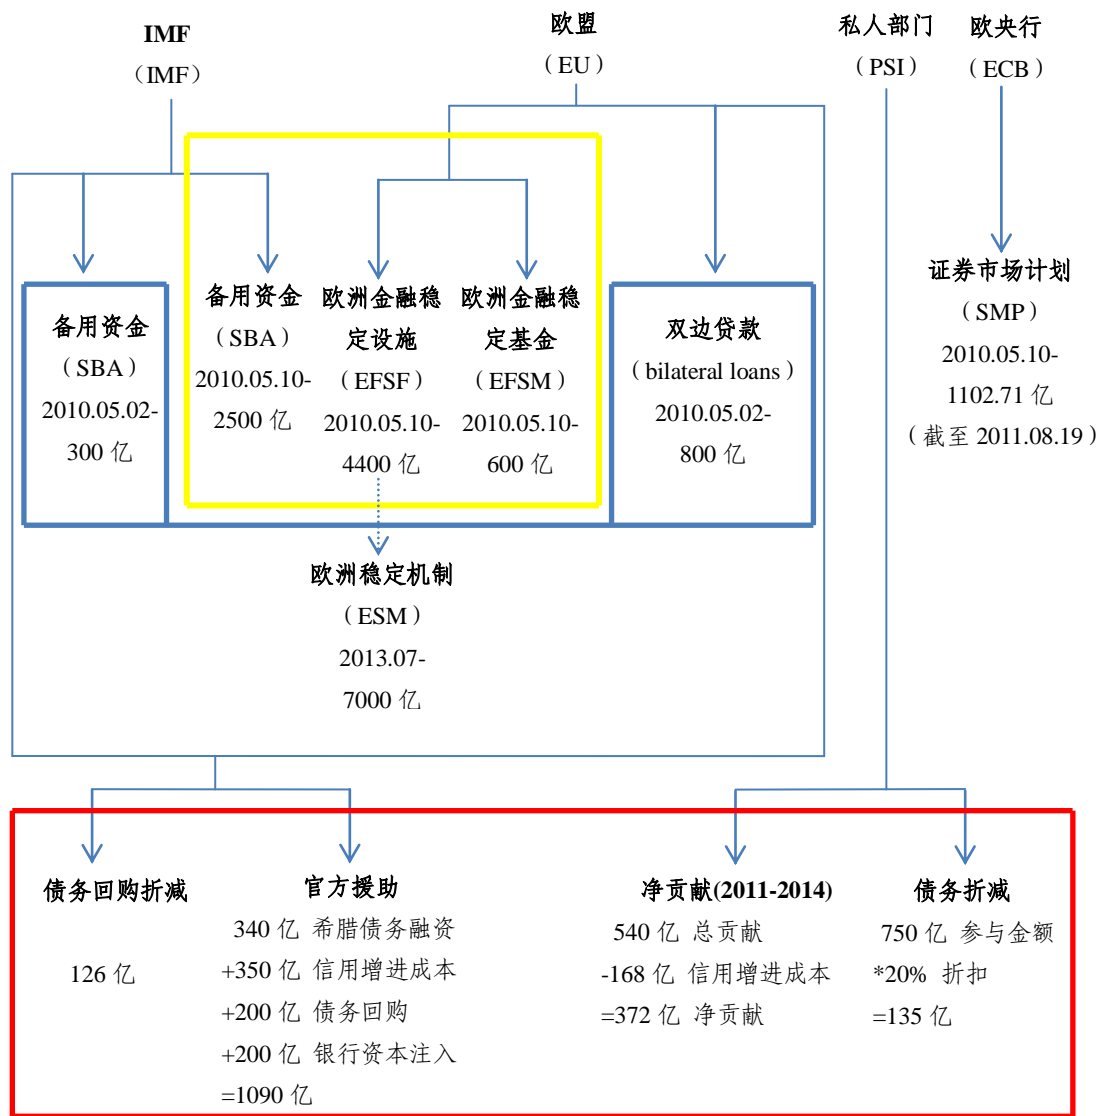 IMF
（IMF）
欧盟
（EU）
私人部门
（PSI）
欧央行
（ECB）
备用资金
（SBA）
2010.05.02-
300 亿
备用资金
（SBA）
2010.05.10-
2500 亿
欧洲金融稳
定设施
（EFSF）
2010.05.10-
4400 亿
欧洲金融稳
定基金
（EFSM）
2010.05.10-
600 亿
双边贷款
（bilateral loans）
2010.05.02-
800 亿
证券市场计划
（SMP）
2010.05.10-
1102.71 亿
（截至 2011.08.19）
欧洲稳定机制
（ESM）
2013.07-
7000 亿
债务回购折减
126 亿
官方援助
340 亿 希腊债务融资
+350 亿 信用增进成本
+200 亿 债务回购
+200 亿 银行资本注入
=1090 亿
净贡献(2011-2014)
540 亿 总贡献
-168 亿 信用增进成本
=372 亿 净贡献
债务折减
750 亿 参与金额
*20% 折扣
=135 亿